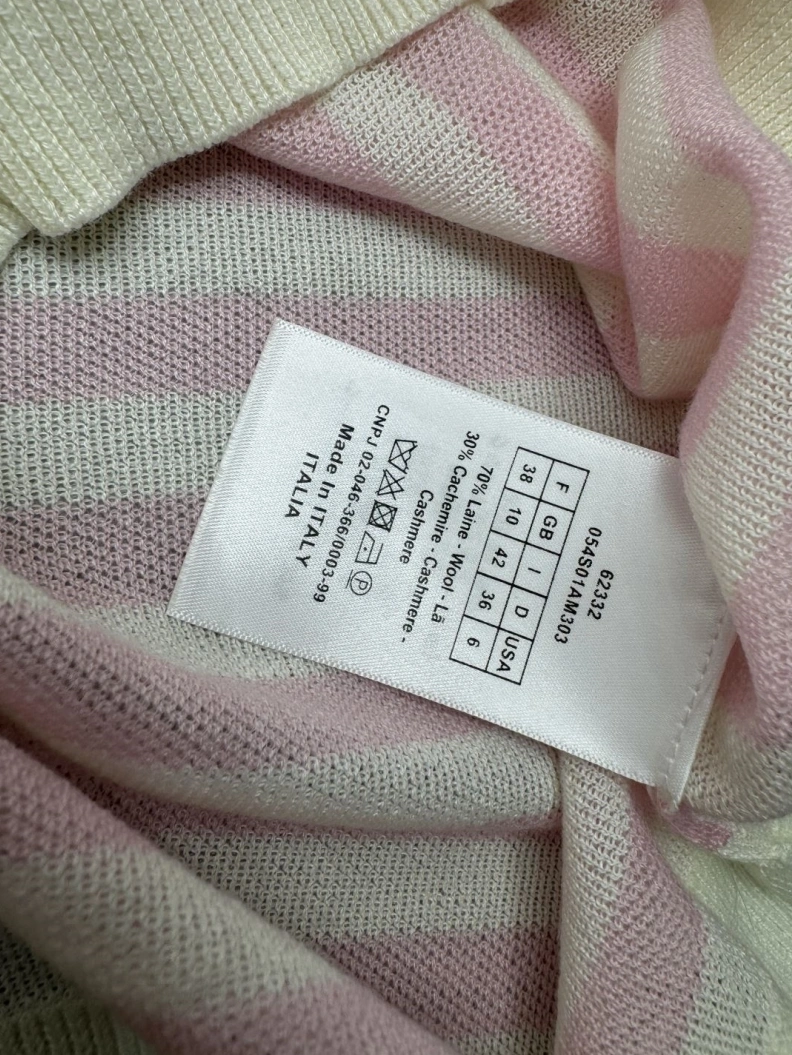 62332
054S01AM303
F GB I D USA
38 10 42 36 6
70% Laine - Wool - Lã
30% Cachemire - Cashmere -
Cashmere
P
CNPJ 02-046-366/0003-99
Made In ITALY
ITALIA